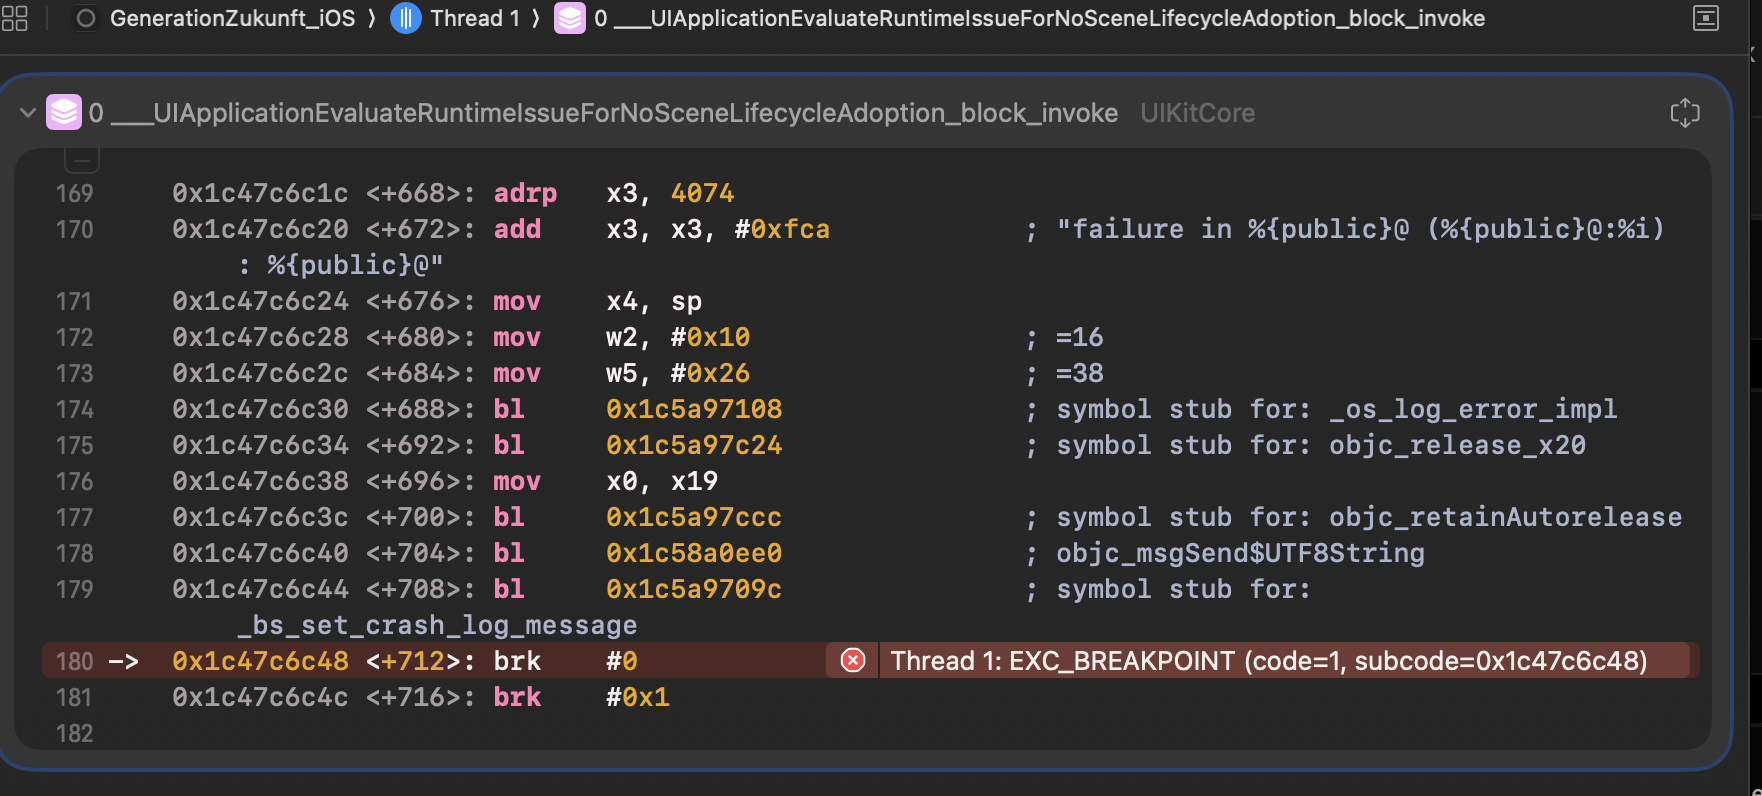 GenerationZukunft_iOS ⟩ Thread 1 ⟩ 0 ___UIApplicationEvaluateRuntimeIssueForNoSceneLifecycleAdoption_block_invoke
0 ___UIApplicationEvaluateRuntimeIssueForNoSceneLifecycleAdoption_block_invoke UIKitCore
169 0x1c47c6c1c <+668>: adrp x3, 4074
170 0x1c47c6c20 <+672>: add x3, x3, #0xfca ; "failure in %{public}@ (%{public}@:%i)
: %{public}@"
171 0x1c47c6c24 <+676>: mov x4, sp
172 0x1c47c6c28 <+680>: mov w2, #0x10 ; =16
173 0x1c47c6c2c <+684>: mov w5, #0x26 ; =38
174 0x1c47c6c30 <+688>: bl 0x1c5a97108 ; symbol stub for: _os_log_error_impl
175 0x1c47c6c34 <+692>: bl 0x1c5a97c24 ; symbol stub for: objc_release_x20
176 0x1c47c6c38 <+696>: mov x0, x19
177 0x1c47c6c3c <+700>: bl 0x1c5a97ccc ; symbol stub for: objc_retainAutorelease
178 0x1c47c6c40 <+704>: bl 0x1c58a0ee0 ; objc_msgSend$UTF8String
179 0x1c47c6c44 <+708>: bl 0x1c5a9709c ; symbol stub for:
_bs_set_crash_log_message
180 -> 0x1c47c6c48 <+712>: brk #0 Thread 1: EXC_BREAKPOINT (code=1, subcode=0x1c47c6c48)
181 0x1c47c6c4c <+716>: brk #0x1
182